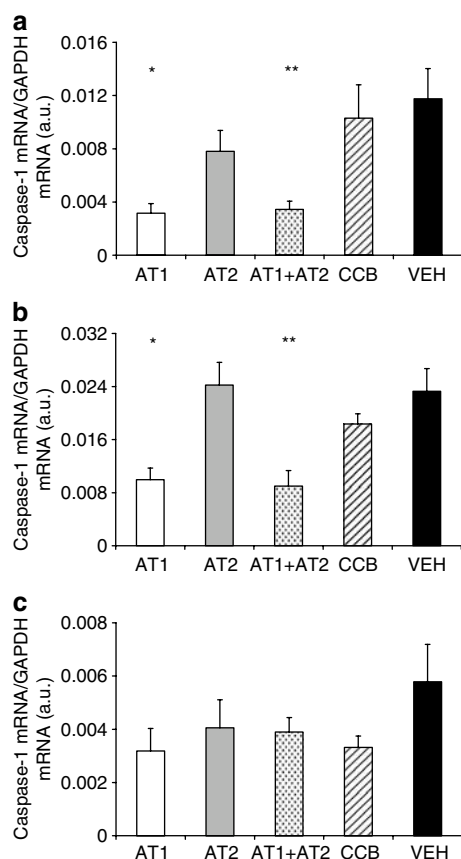 a
Caspase-1 mRNA/GAPDH
mRNA (a.u.)
0.016
0.012
0.008
0.004
0
*
**
AT1 AT2 AT1+AT2 CCB VEH
b
Caspase-1 mRNA/GAPDH
mRNA (a.u.)
0.032
0.024
0.016
0.008
0
*
**
AT1 AT2 AT1+AT2 CCB VEH
c
Caspase-1 mRNA/GAPDH
mRNA (a.u.)
0.008
0.006
0.004
0.002
0
AT1 AT2 AT1+AT2 CCB VEH